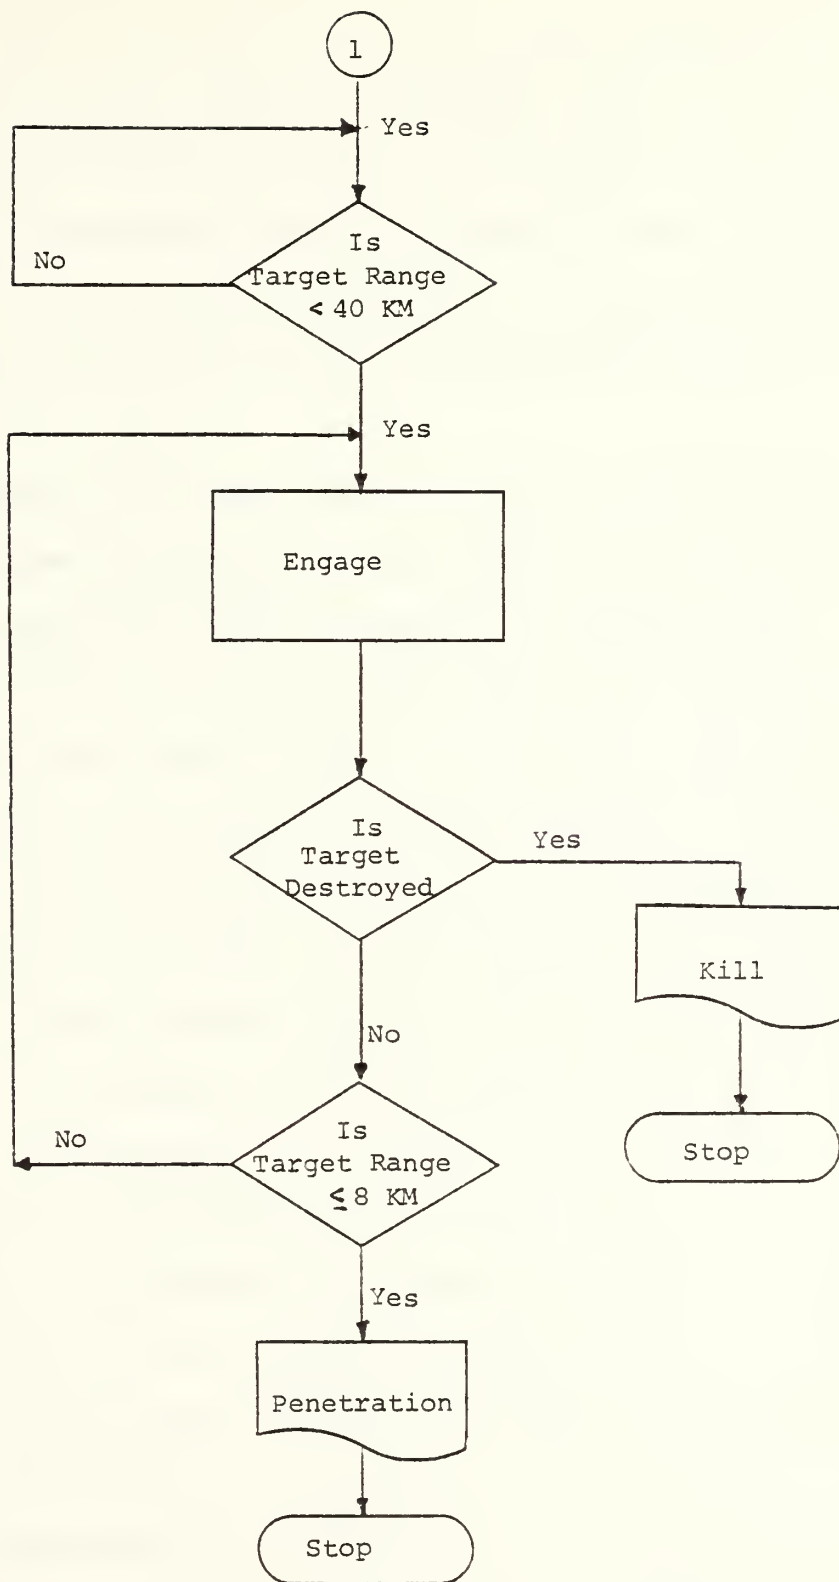 1
Yes
No
Is
Target Range
< 40 KM
Yes
Engage
Is
Target
Destroyed
Yes
Kill
No
Stop
Is
Target Range
≤ 8 KM
No
Yes
Penetration
Stop